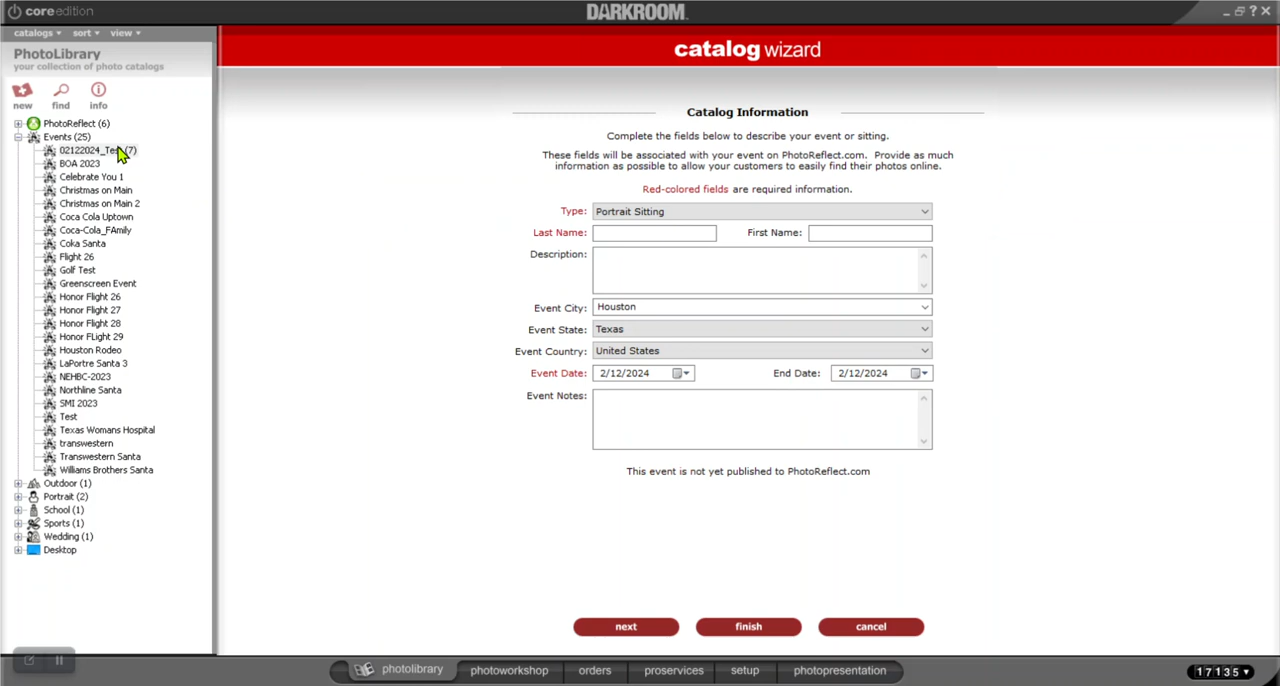 core edition
DARKROOM
catalogs sort view
PhotoLibrary
your collection of photo catalogs
new find info
PhotoReflect (6)
Events (25)
02122024_Tes (7)
BOA 2023
Celebrate You 1
Christmas on Main
Christmas on Main 2
Coca Cola Uptown
Coca-Cola_FAmily
Coka Santa
Flight 26
Golf Test
Greenscreen Event
Honor Flight 26
Honor Flight 27
Honor Flight 28
Honor FLight 29
Houston Rodeo
LaPortre Santa 3
NEHBC-2023
Northline Santa
SMI 2023
Test
Texas Womans Hospital
transwestern
Transwestern Santa
Williams Brothers Santa
Outdoor (1)
Portrait (2)
School (1)
Sports (1)
Wedding (1)
Desktop
catalog wizard
Catalog Information
Complete the fields below to describe your event or sitting.
These fields will be associated with your event on PhotoReflect.com. Provide as much
information as possible to allow your customers to easily find their photos online.
Red-colored fields are required information.
Type: Portrait Sitting
Last Name: First Name:
Description:
Event City: Houston
Event State: Texas
Event Country: United States
Event Date: 2/12/2024 End Date: 2/12/2024
Event Notes:
This event is not yet published to PhotoReflect.com
next finish cancel
photolibrary photoworkshop orders proservices setup photopresentation
17135